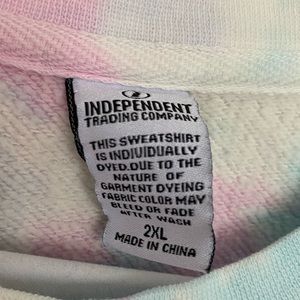 INDEPENDENT
TRADING COMPANY
THIS SWEATSHIRT
IS INDIVIDUALLY
DYED.DUE TO THE
NATURE OF
GARMENT DYEING
FABRIC COLOR MAY
BLEED OR FADE
AFTER WASH
2XL
MADE IN CHINA